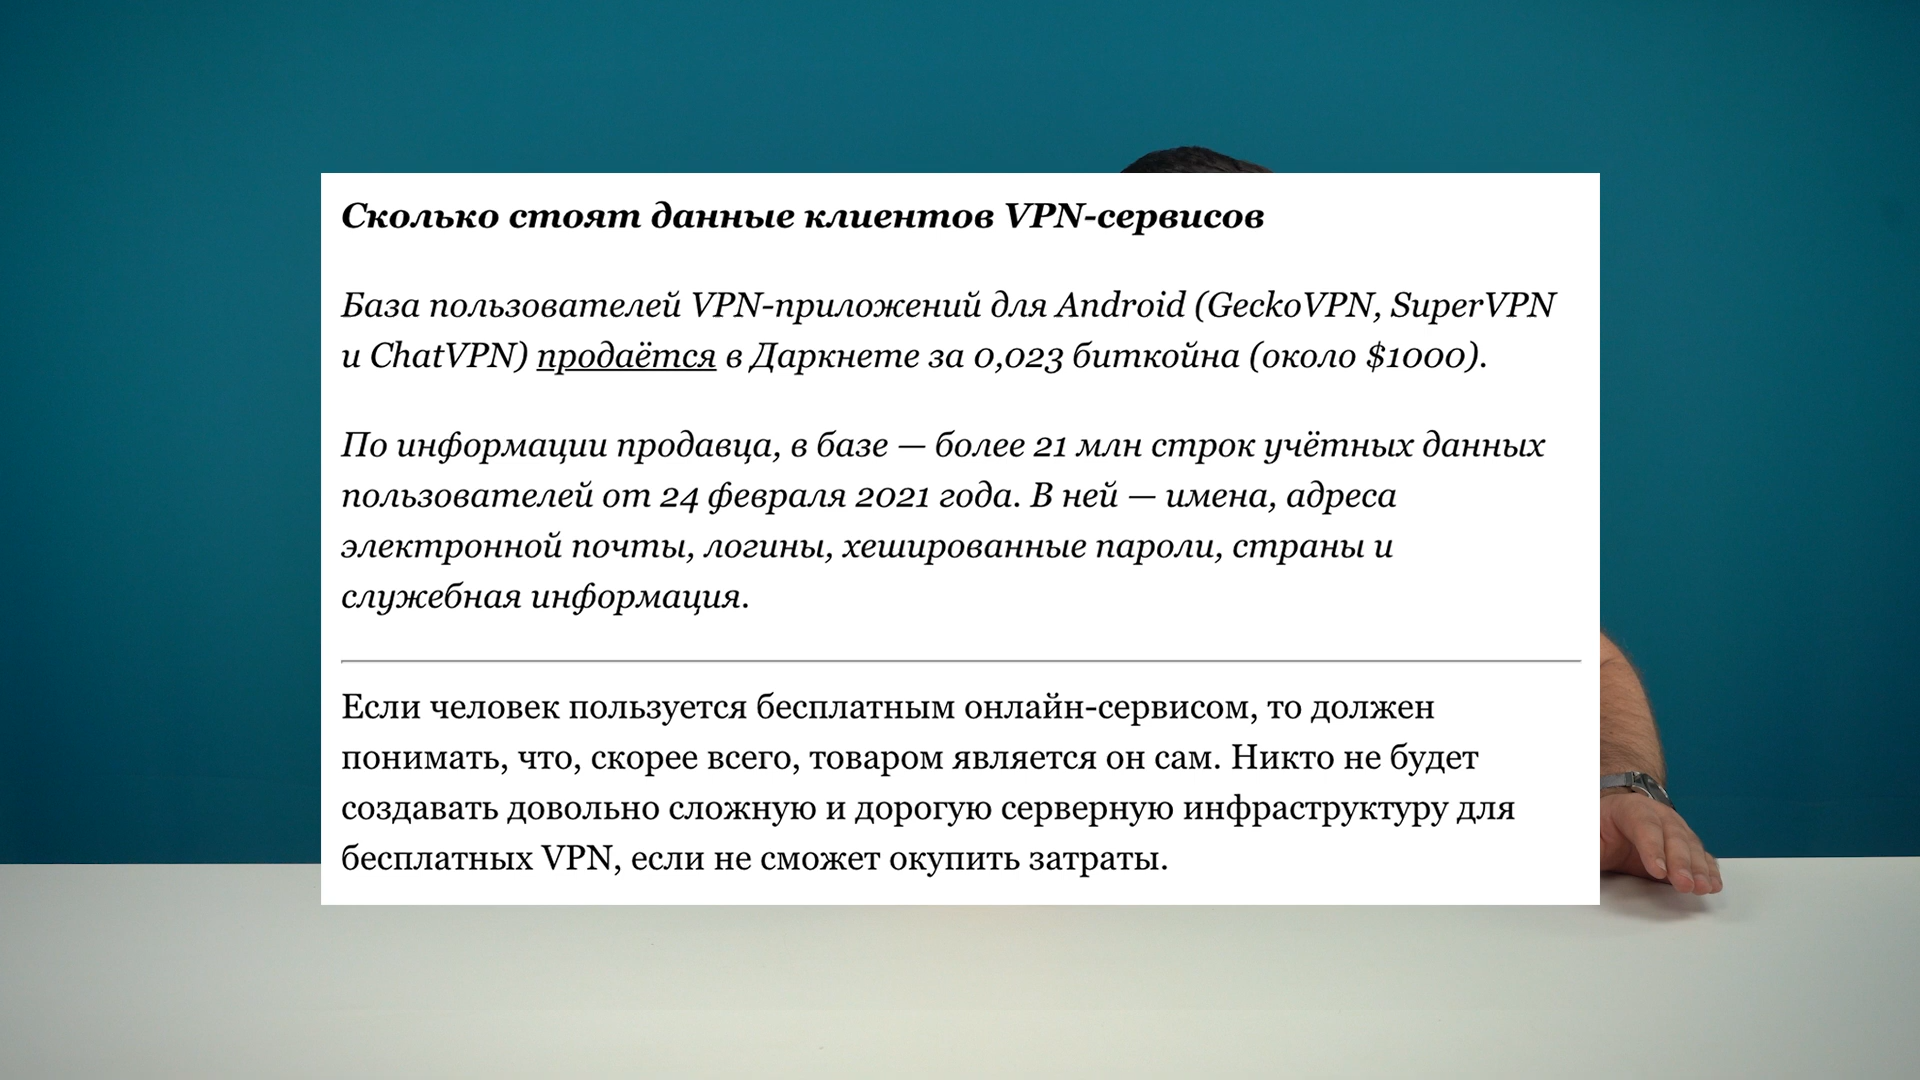 Сколько стоят данные клиентов VPN-сервисов
База пользователей VPN-приложений для Android (GeckoVPN, SuperVPN
и ChatVPN) продаётся в Даркнете за 0,023 биткойна (около $1000).
По информации продавца, в базе — более 21 млн строк учётных данных
пользователей от 24 февраля 2021 года. В ней — имена, адреса
электронной почты, логины, хешированные пароли, страны и
служебная информация.
Если человек пользуется бесплатным онлайн-сервисом, то должен
понимать, что, скорее всего, товаром является он сам. Никто не будет
создавать довольно сложную и дорогую серверную инфраструктуру для
бесплатных VPN, если не сможет окупить затраты.